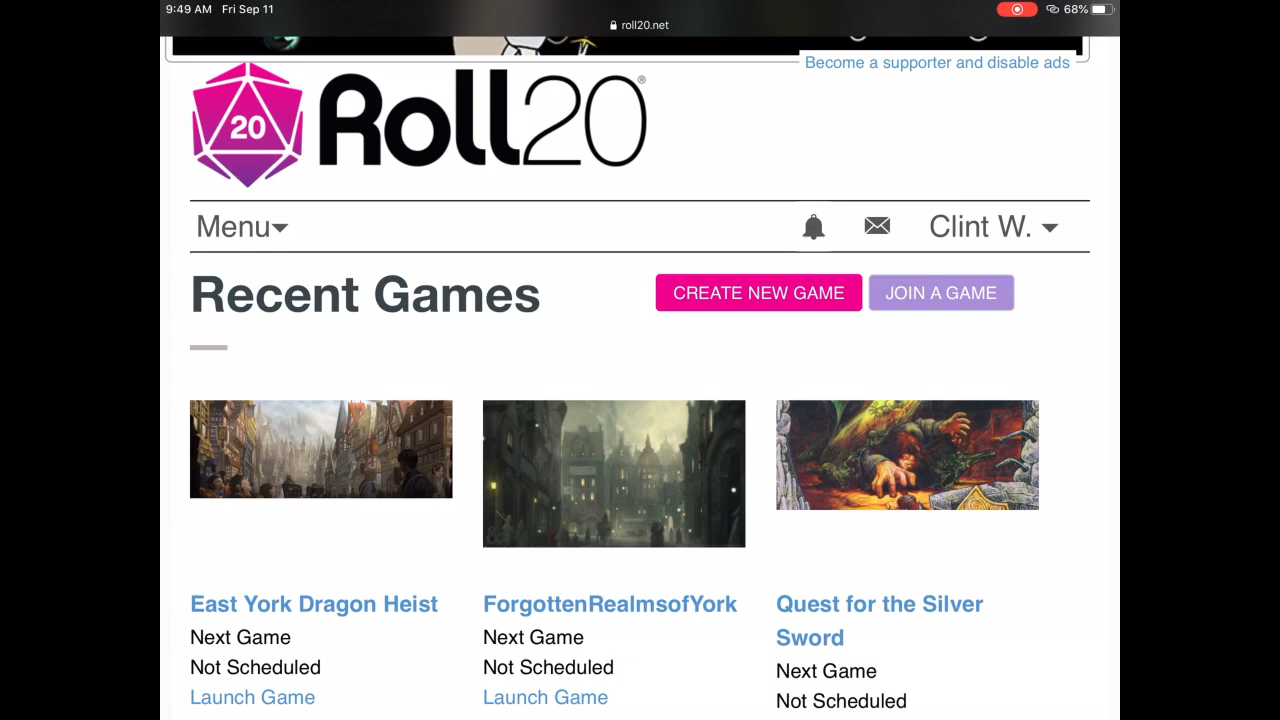 9:49 AM Fri Sep 11
68%
roll20.net
Become a supporter and disable ads
20 Roll20®
Menu
Clint W.
Recent Games
CREATE NEW GAME
JOIN A GAME
East York Dragon Heist
Next Game
Not Scheduled
Launch Game
ForgottenRealmsofYork
Next Game
Not Scheduled
Launch Game
Quest for the Silver
Sword
Next Game
Not Scheduled